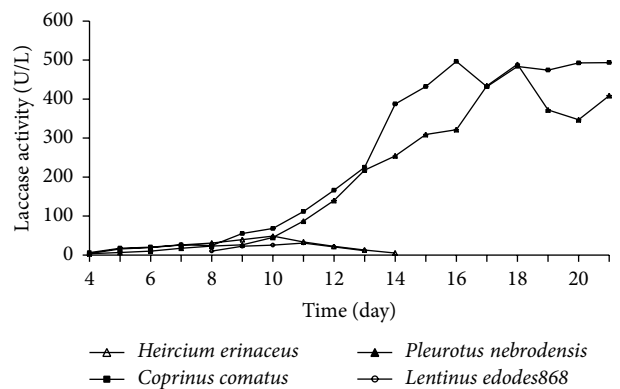 600
500
400
300
200
100
0
Laccase activity (U/L)
4 6 8 10 12 14 16 18 20
Time (day)
Heircium erinaceus
Pleurotus nebrodensis
Coprinus comatus
Lentinus edodes868